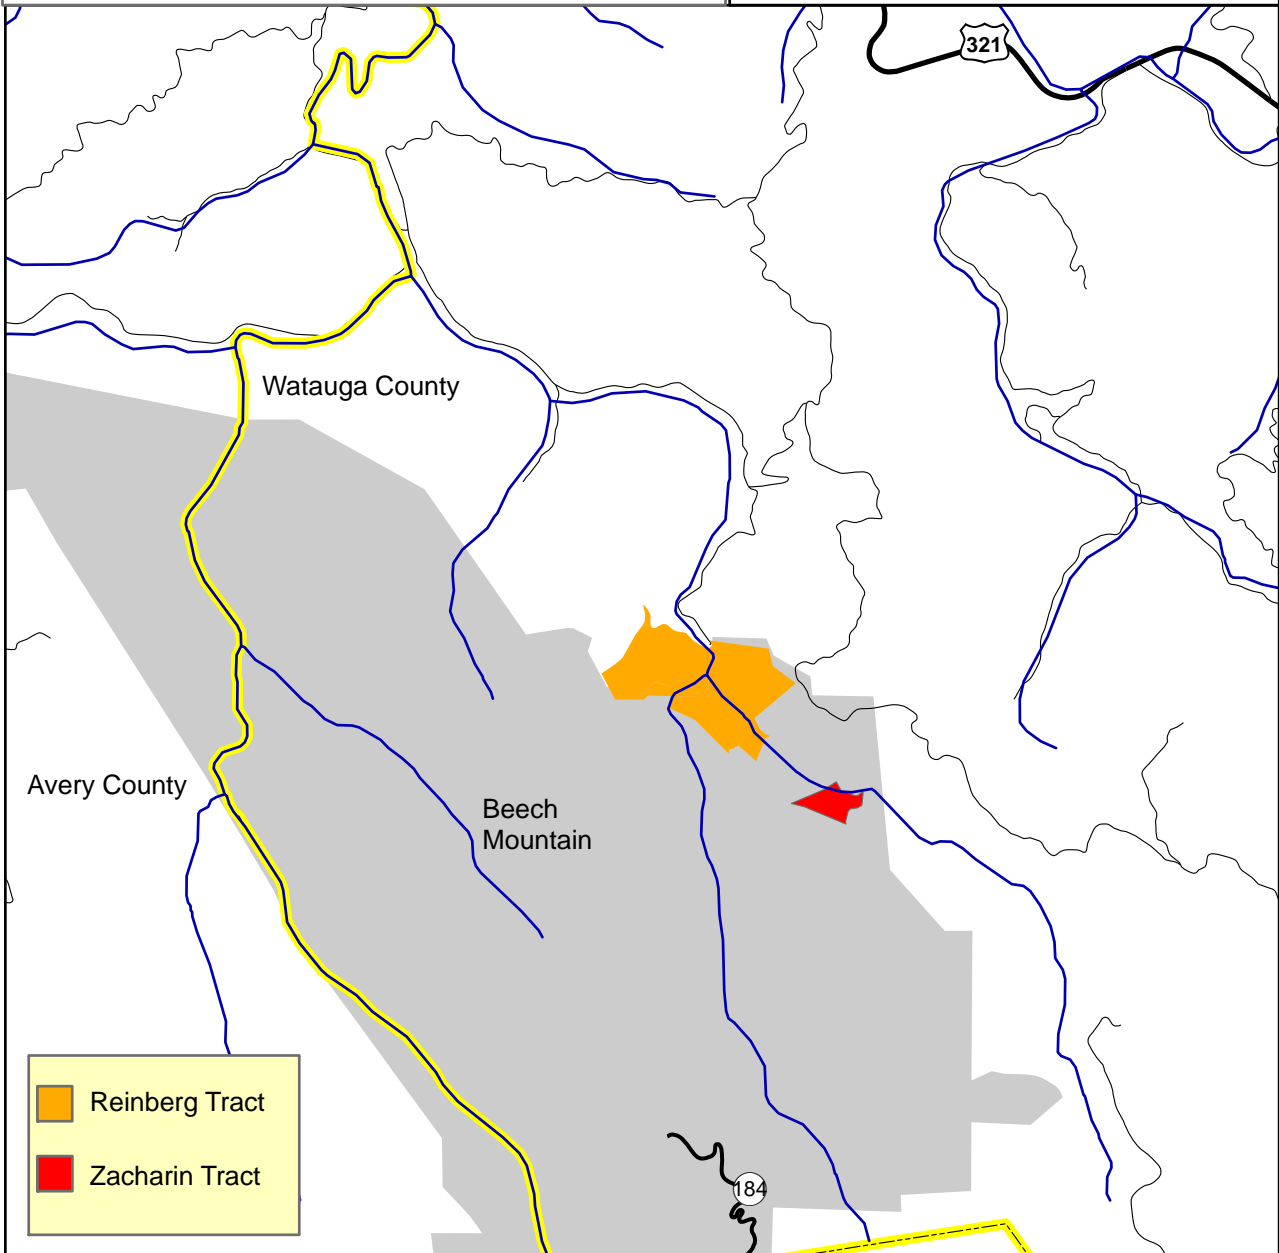 321
Watauga County
Avery County
Beech
Mountain
Reinberg Tract
Zacharin Tract
184